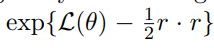 exp{ℒ(θ) − ½r · r}